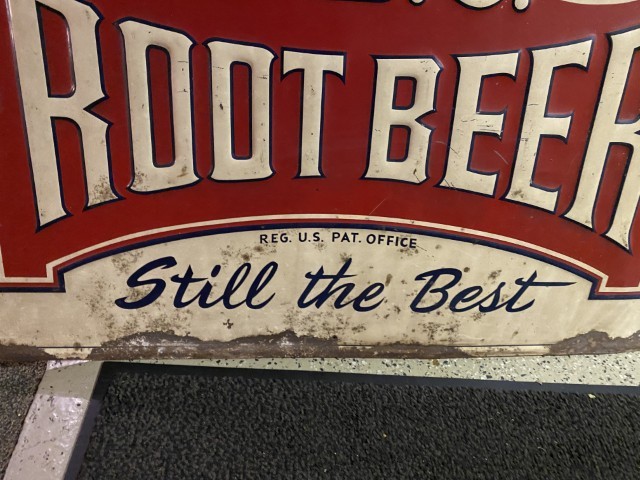 ROOT BEER
REG. U.S. PAT. OFFICE
Still the Best